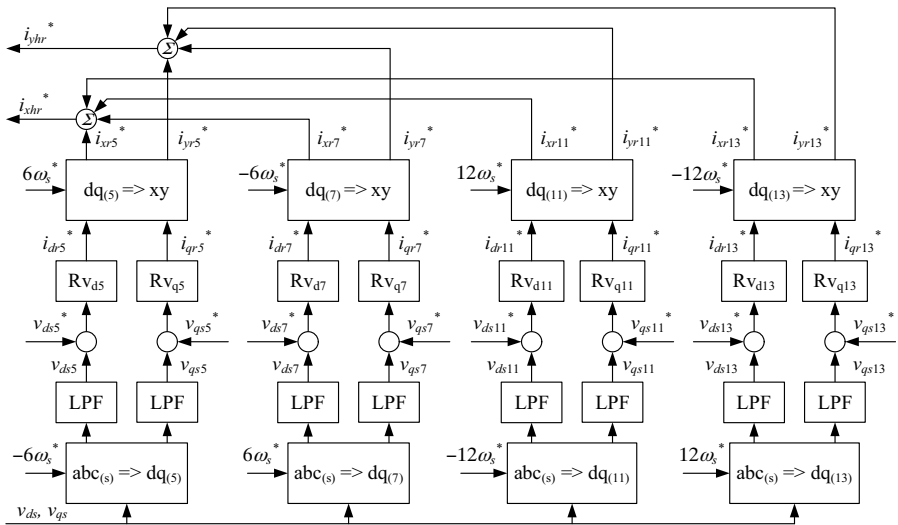 i_yhr*
Σ
i_xhr*
Σ
i_xr5* i_yr5* i_xr7* i_yr7* i_xr11* i_yr11* i_xr13* i_yr13*
6ω_s* −6ω_s* 12ω_s* −12ω_s*
dq(5) => xy dq(7) => xy dq(11) => xy dq(13) => xy
i_dr5* i_qr5* i_dr7* i_qr7* i_dr11* i_qr11* i_dr13* i_qr13*
Rv_d5 Rv_q5 Rv_d7 Rv_q7 Rv_d11 Rv_q11 Rv_d13 Rv_q13
v_ds5* v_qs5* v_ds7* v_qs7* v_ds11* v_qs11* v_ds13* v_qs13*
v_ds5 v_qs5 v_ds7 v_qs7 v_ds11 v_qs11 v_ds13 v_qs13
LPF LPF LPF LPF LPF LPF LPF LPF
−6ω_s* 6ω_s* −12ω_s* 12ω_s*
abc(s) => dq(5) abc(s) => dq(7) abc(s) => dq(11) abc(s) => dq(13)
v_ds, v_qs